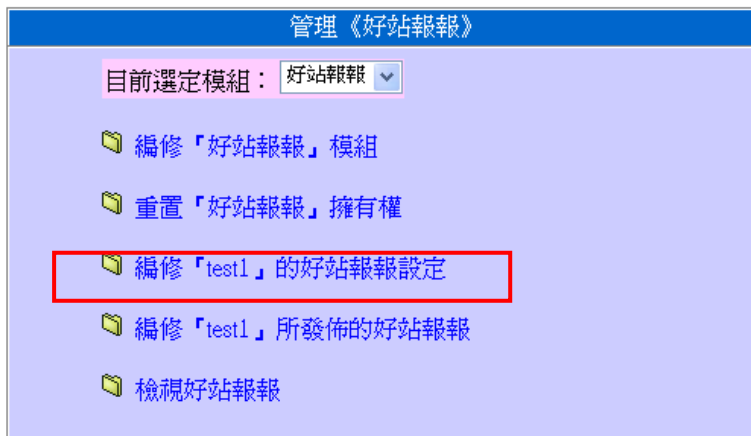 管理《好站報報》
目前選定模組： 好站報報
編修『好站報報』模組
重置『好站報報』擁有權
編修『test1』的好站報報設定
編修『test1』所發佈的好站報報
檢視好站報報